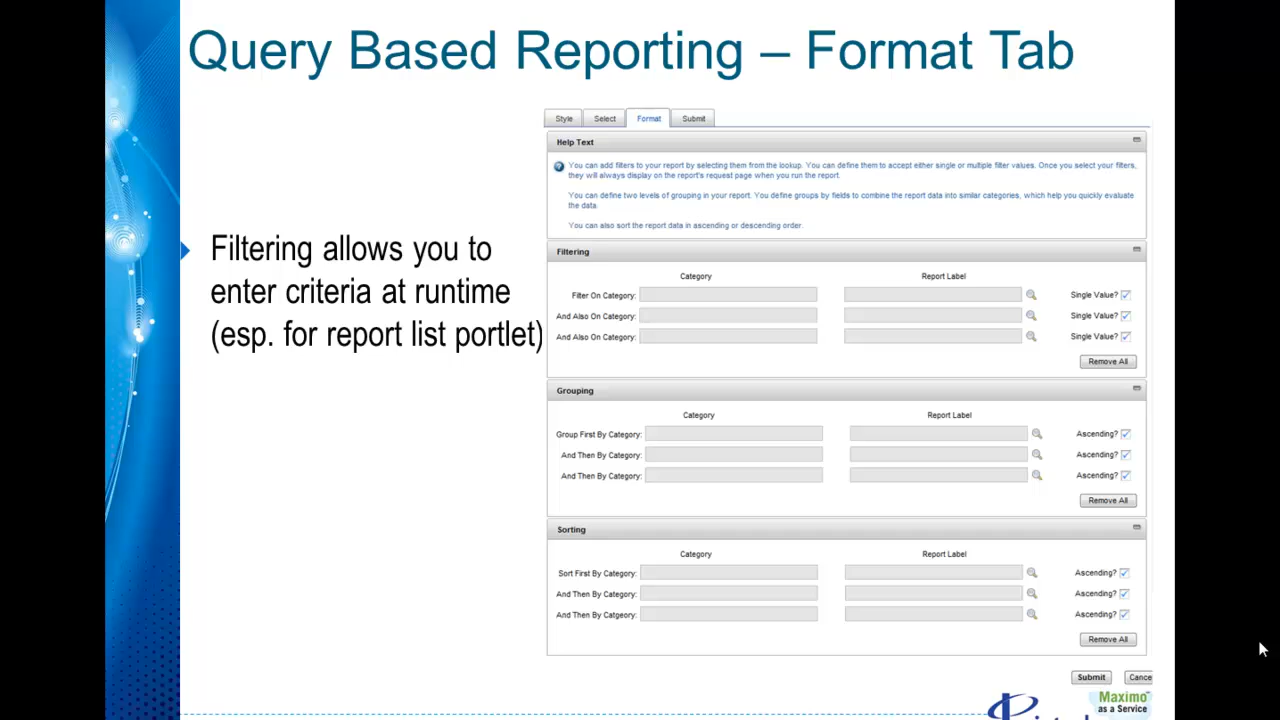 Query Based Reporting – Format Tab
Style Select Format Submit
Help Text
You can add filters to your report by selecting them from the lookup. You can define them to accept either single or multiple filter values. Once you select your filters,
they will always display on the report's request page when you run the report.
You can define two levels of grouping in your report. You define groups by fields to combine the report data into similar categories, which help you quickly evaluate
the data.
You can also sort the report data in ascending or descending order.
Filtering allows you to
enter criteria at runtime
(esp. for report list portlet)
Filtering
Category Report Label
Filter On Category: Single Value?
And Also On Category: Single Value?
And Also On Category: Single Value?
Remove All
Grouping
Category Report Label
Group First By Category: Ascending?
And Then By Category: Ascending?
And Then By Category: Ascending?
Remove All
Sorting
Category Report Label
Sort First By Category: Ascending?
And Then By Category: Ascending?
And Then By Category: Ascending?
Remove All
Submit Cance
Maximo
as a Service